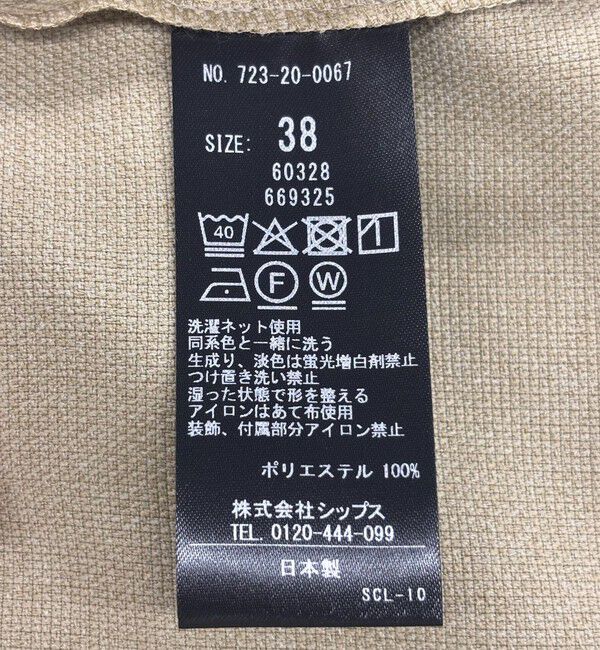 NO. 723-20-0067
SIZE: 38
60328
669325
40
F W
洗濯ネット使用
同系色と一緒に洗う
生成り、淡色は蛍光増白剤禁止
つけ置き洗い禁止
湿った状態で形を整える
アイロンはあて布使用
装飾、付属部分アイロン禁止
ポリエステル 100%
株式会社シップス
TEL. 0120-444-099
日本製
SCL-10